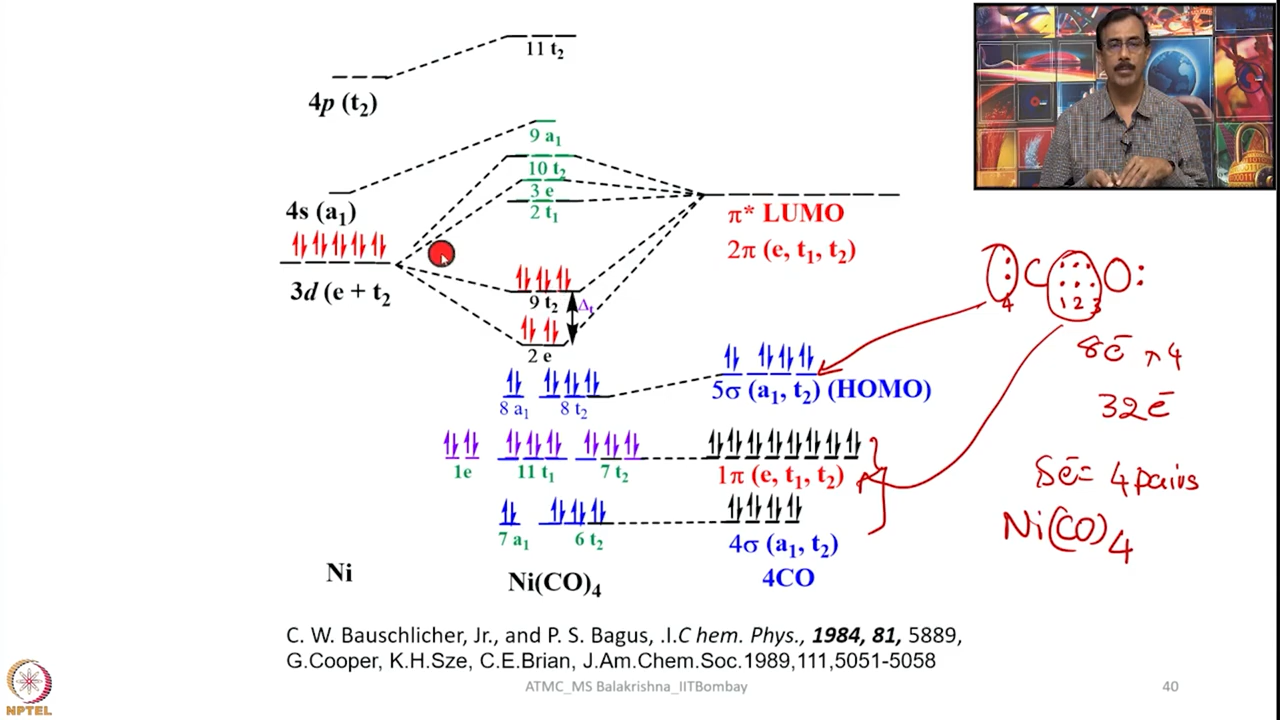 11 t₂
4p (t₂)
9 a₁
10 t₂
3 e
2 t₁
4s (a₁)
π* LUMO
2π (e, t₁, t₂)
3d (e + t₂
9 t₂
Δt
2 e
:CO:
4
1 2 3
8e⁻ × 4
32e⁻
8e⁻= 4 pairs
Ni(CO)₄
5σ (a₁, t₂) (HOMO)
8 a₁ 8 t₂
1e 11 t₁ 7 t₂
1π (e, t₁, t₂)
7 a₁ 6 t₂
4σ (a₁, t₂)
Ni
Ni(CO)₄
4CO
C. W. Bauschlicher, Jr., and P. S. Bagus, .I.C hem. Phys., 1984, 81, 5889,
G.Cooper, K.H.Sze, C.E.Brian, J.Am.Chem.Soc.1989,111,5051-5058
NPTEL
ATMC_MS Balakrishna_IITBombay
40